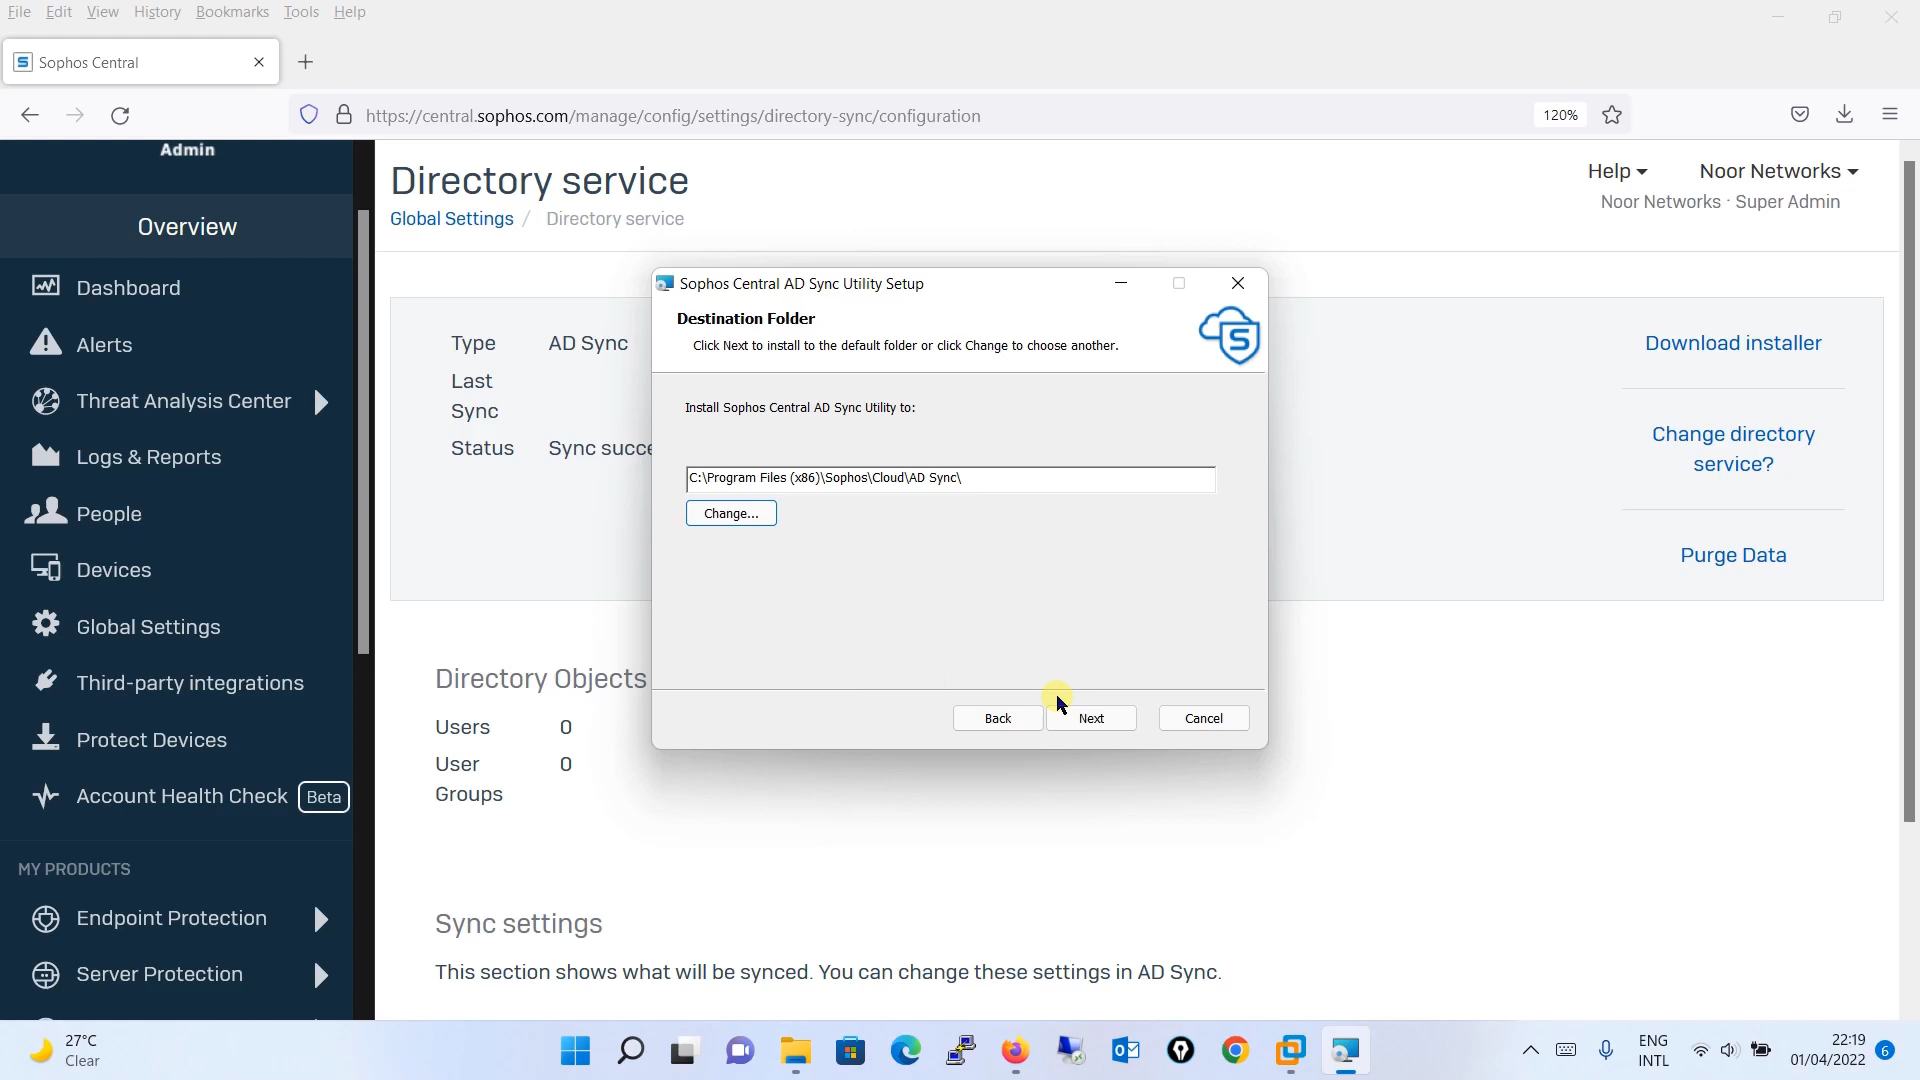 File Edit View History Bookmarks Tools Help
Sophos Central
https://central.sophos.com/manage/config/settings/directory-sync/configuration
120%
Admin
Overview
Dashboard
Alerts
Threat Analysis Center
Logs & Reports
People
Devices
Global Settings
Third-party integrations
Protect Devices
Account Health Check Beta
MY PRODUCTS
Endpoint Protection
Server Protection
Directory service
Global Settings / Directory service
Help
Noor Networks
Noor Networks · Super Admin
Type AD Sync
Last
Sync
Status Sync succe
Download installer
Change directory
service?
Purge Data
Sophos Central AD Sync Utility Setup
Destination Folder
Click Next to install to the default folder or click Change to choose another.
S
Install Sophos Central AD Sync Utility to:
C:\Program Files (x86)\Sophos\Cloud\AD Sync\
Change...
Back Next Cancel
Directory Objects
Users 0
User 0
Groups
Sync settings
This section shows what will be synced. You can change these settings in AD Sync.
27°C
Clear
ENG
INTL
22:19
01/04/2022
6